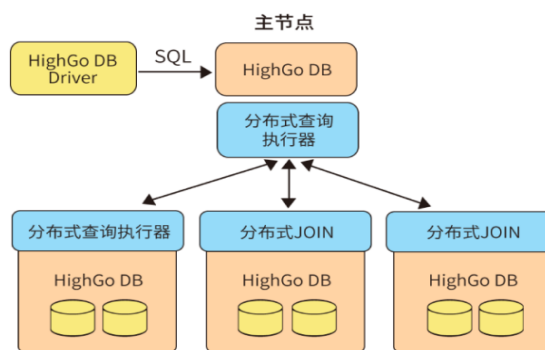 主节点
HighGo DB
Driver
SQL
HighGo DB
分布式查询
执行器
分布式查询执行器
分布式JOIN
分布式JOIN
HighGo DB
HighGo DB
HighGo DB